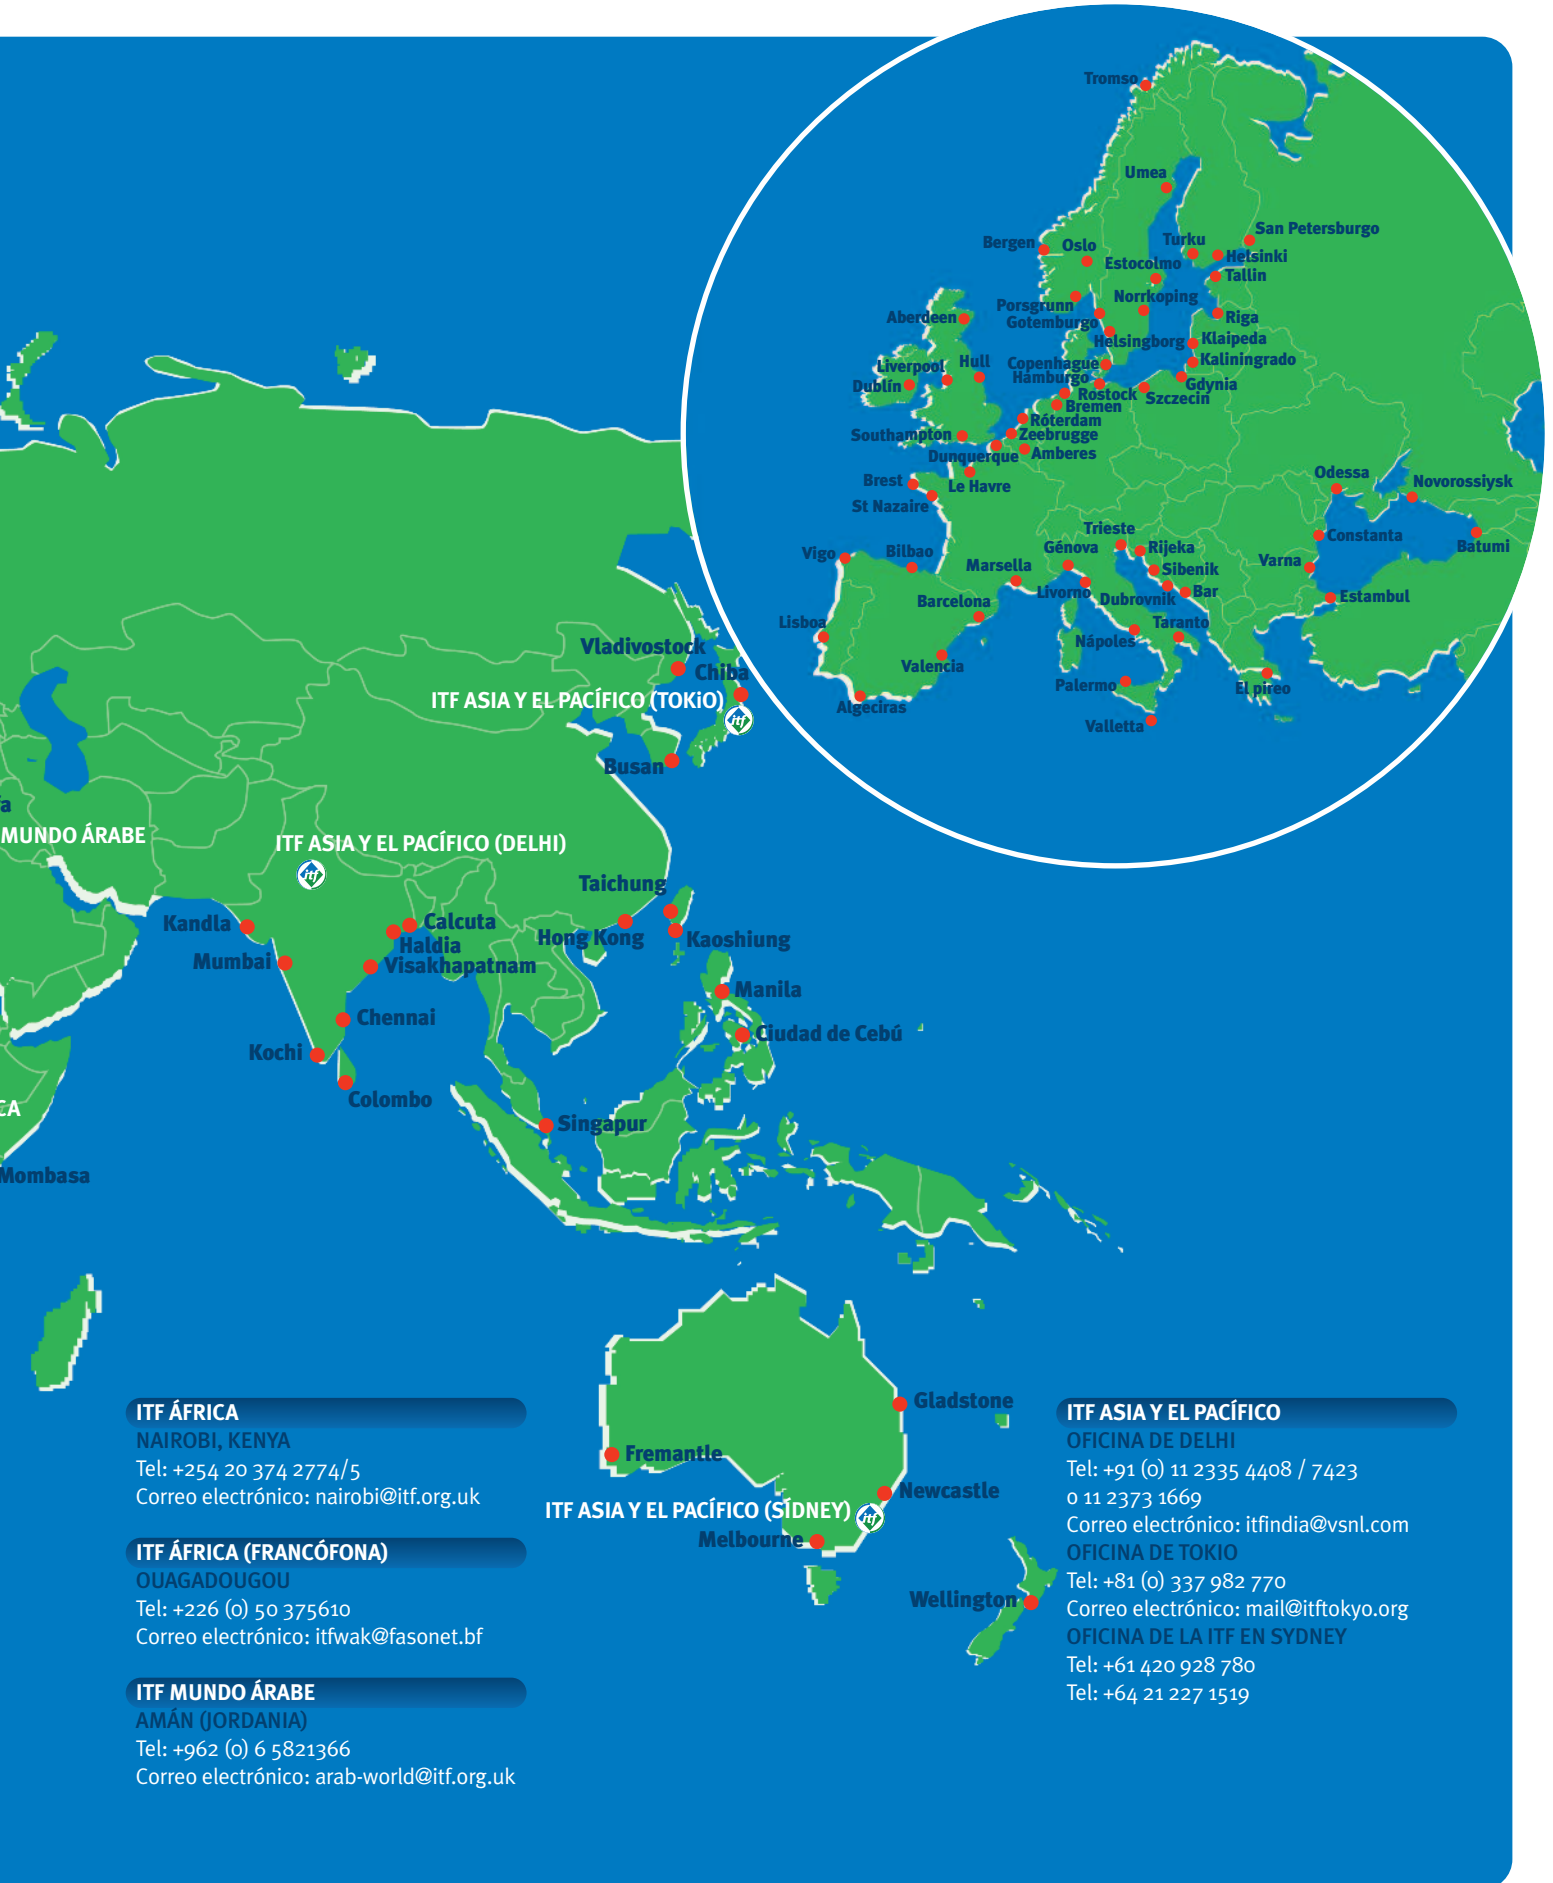 Tromso
Umea
San Petersburgo
Bergen
Oslo
Turku
Helsinki
Estocolmo
Tallin
Porsgrunn
Norrkoping
Gotemburgo
Aberdeen
Riga
Helsingborg
Klaipeda
Kaliningrado
Liverpool
Hull
Copenhague
Hamburgo
Dublín
Gdynia
Rostock
Szczecin
Bremen
Róterdam
Southampton
Zeebrugge
Dunquerque
Amberes
Brest
Le Havre
St Nazaire
Odessa
Novorossiysk
Trieste
Constanta
Batumi
Vigo
Bilbao
Génova
Rijeka
Marsella
Sibenik
Varna
Livorno
Dubrovnik
Bar
Estambul
Barcelona
Lisboa
Taranto
Nápoles
Valencia
Palermo
El pireo
Algeciras
Valletta
Vladivostock
Chiba
ITF ASIA Y EL PACÍFICO (TOKiO)
itf
Busan
fa
MUNDO ÁRABE
ITF ASIA Y EL PACÍFICO (DELHI)
itf
Taichung
Kandla
Calcuta
Hong Kong
Kaoshiung
Haldia
Mumbai
Visakhapatnam
Manila
Chennai
Ciudad de Cebú
Kochi
Colombo
CA
Singapur
Mombasa
Gladstone
Fremantle
Newcastle
ITF ASIA Y EL PACÍFICO (SÍDNEY)
itf
Melbourne
Wellington
ITF ÁFRICA
NAIROBI, KENYA
Tel: +254 20 374 2774/5
Correo electrónico: nairobi@itf.org.uk
ITF ÁFRICA (FRANCÓFONA)
OUAGADOUGOU
Tel: +226 (0) 50 375610
Correo electrónico: itfwak@fasonet.bf
ITF MUNDO ÁRABE
AMÁN (JORDANIA)
Tel: +962 (0) 6 5821366
Correo electrónico: arab-world@itf.org.uk
ITF ASIA Y EL PACÍFICO
OFICINA DE DELHI
Tel: +91 (0) 11 2335 4408 / 7423
0 11 2373 1669
Correo electrónico: itfindia@vsnl.com
OFICINA DE TOKIO
Tel: +81 (0) 337 982 770
Correo electrónico: mail@itftokyo.org
OFICINA DE LA ITF EN SYDNEY
Tel: +61 420 928 780
Tel: +64 21 227 1519